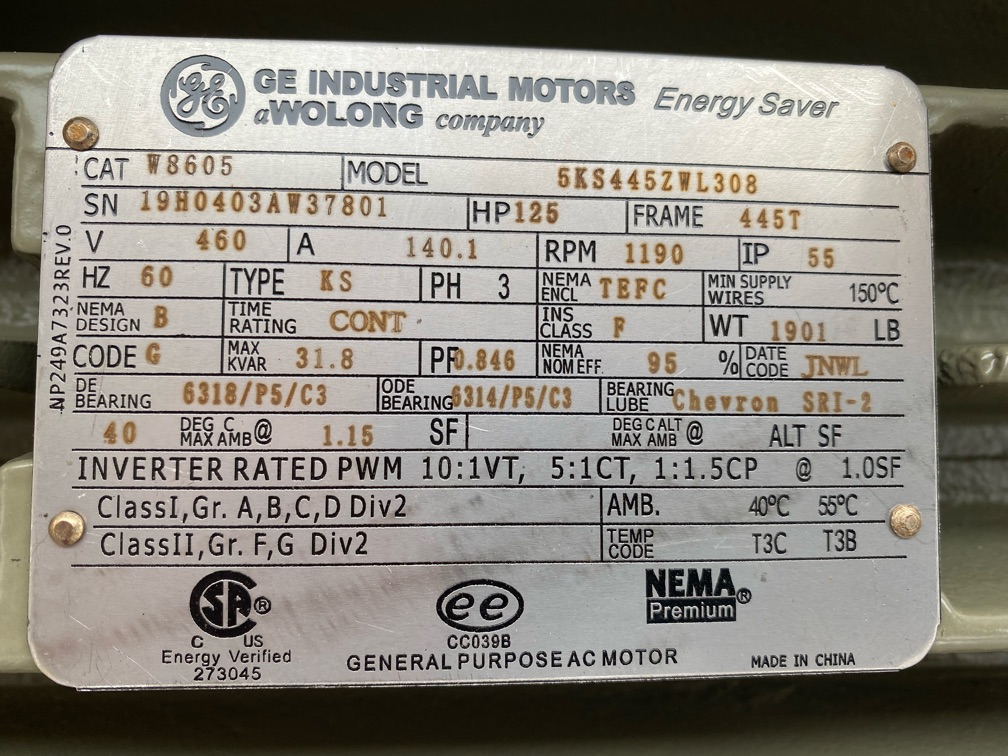 GE GE INDUSTRIAL MOTORS Energy Saver
a WOLONG company
CAT W8605 MODEL 5KS445ZWL308
SN 19H0403AW37801 HP 125 FRAME 445T
V 460 A 140.1 RPM 1190 IP 55
HZ 60 TYPE KS PH 3 NEMA ENCL TEFC MIN SUPPLY WIRES 150°C
NEMA DESIGN B TIME RATING CONT INS CLASS F WT 1901 LB
CODE G MAX KVAR 31.8 PF 0.846 NEMA NOM EFF. 95 % DATE CODE JNWL
DE BEARING 6318/P5/C3 ODE BEARING 6314/P5/C3 BEARING LUBE Chevron SRI-2
40 DEG C MAX AMB @ 1.15 SF DEG C ALT MAX AMB @ ALT SF
INVERTER RATED PWM 10:1VT, 5:1CT, 1:1.5CP @ 1.0SF
ClassI,Gr. A,B,C,D Div2 AMB. 40°C 55°C
ClassII,Gr. F,G Div2 TEMP CODE T3C T3B
NP249A7323REV.0
SA ®
C US
Energy Verified
273045
ee
CC039B
GENERAL PURPOSE AC MOTOR
NEMA ®
Premium
MADE IN CHINA